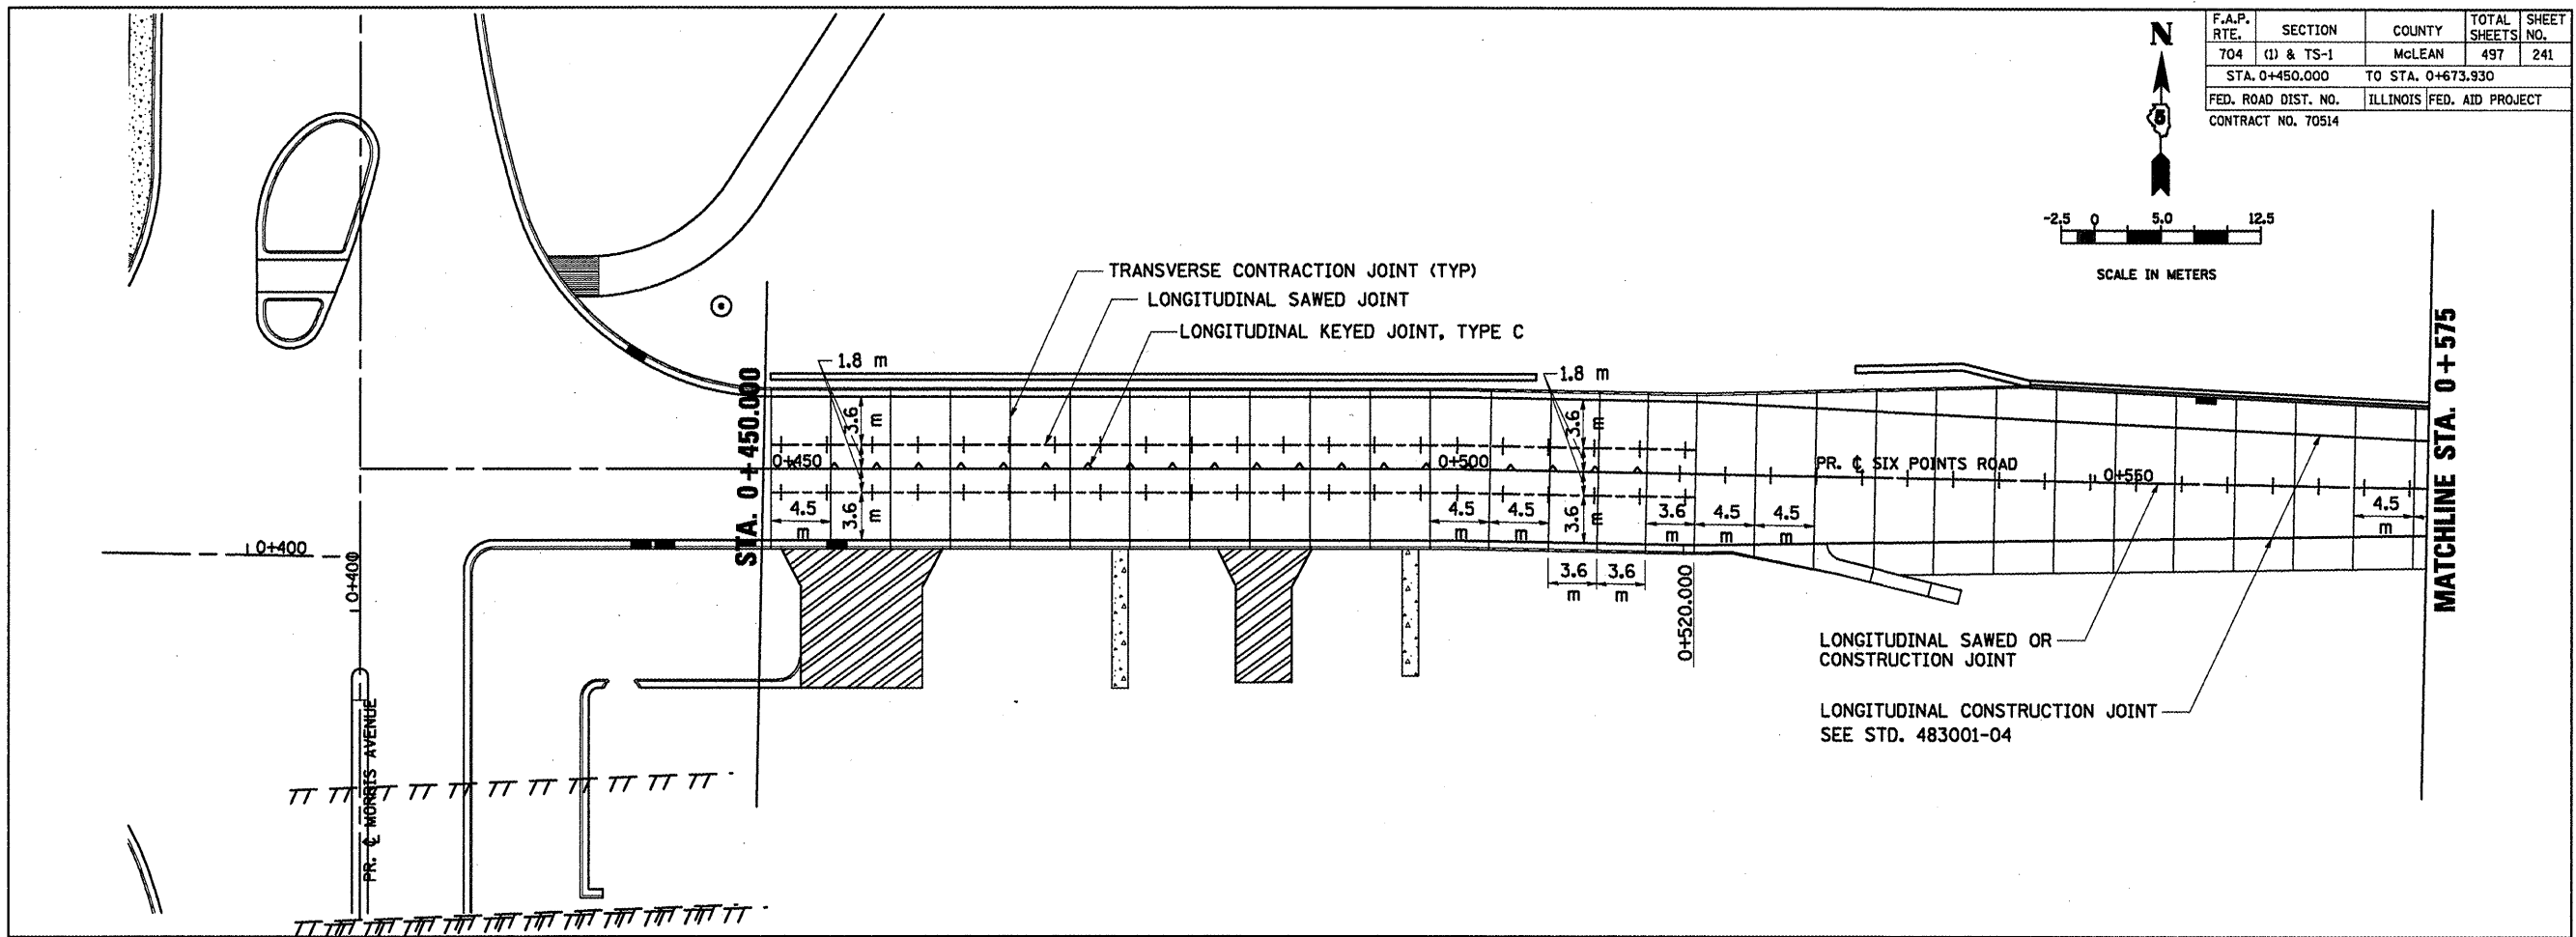 F.A.P. RTE. SECTION COUNTY TOTAL SHEETS SHEET NO.
704 (1) & TS-1 McLEAN 497 241
STA. 0+450.000 TO STA. 0+673.930
FED. ROAD DIST. NO. ILLINOIS FED. AID PROJECT
CONTRACT NO. 70514
N
5
-2.5 0 5.0 12.5
SCALE IN METERS
TRANSVERSE CONTRACTION JOINT (TYP)
LONGITUDINAL SAWED JOINT
LONGITUDINAL KEYED JOINT, TYPE C
1.8 m
1.8 m
STA. 0+450.000
MATCHLINE STA. 0+575
3.6 m
3.6 m
0+450
0+500
PR. ℄ SIX POINTS ROAD
0+550
3.6 m
3.6 m
4.5 m
4.5 m
4.5 m
3.6 m
4.5 m
4.5 m
4.5 m
3.6 m
3.6 m
0+520.000
0+400
0+400
PR. ℄ MORRIS AVENUE
LONGITUDINAL SAWED OR
CONSTRUCTION JOINT
LONGITUDINAL CONSTRUCTION JOINT
SEE STD. 483001-04